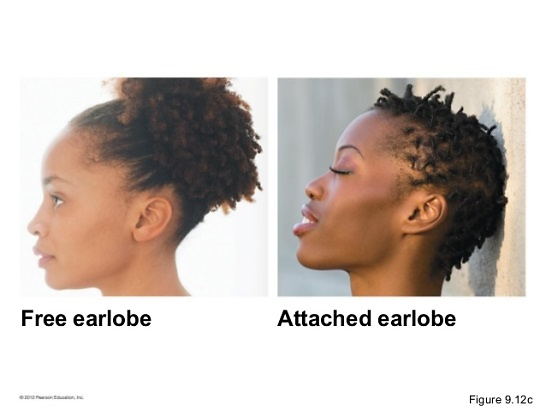 Free earlobe
Attached earlobe
© 2010 Pearson Education, Inc.
Figure 9.12c